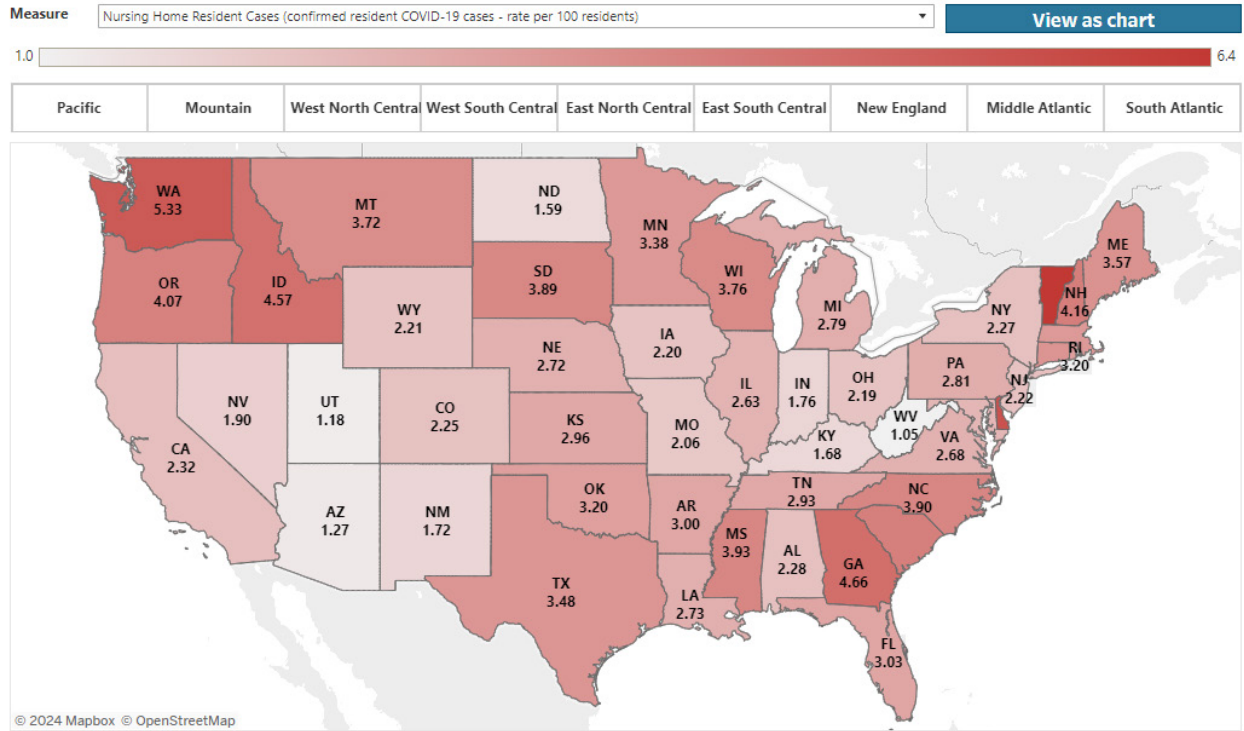 Measure
Nursing Home Resident Cases (confirmed resident COVID-19 cases - rate per 100 residents)
View as chart
1.0
6.4
Pacific
Mountain
West North Central
West South Central
East North Central
East South Central
New England
Middle Atlantic
South Atlantic
WA
5.33
MT
3.72
ND
1.59
MN
3.38
ME
3.57
OR
4.07
ID
4.57
SD
3.89
WI
3.76
NH
4.16
WY
2.21
MI
2.79
NY
2.27
IA
2.20
NE
2.72
RI
3.20
PA
2.81
NJ
2.22
NV
1.90
UT
1.18
CO
2.25
IL
2.63
IN
1.76
OH
2.19
KS
2.96
MO
2.06
WV
1.05
VA
2.68
CA
2.32
KY
1.68
TN
2.93
NC
3.90
AZ
1.27
NM
1.72
OK
3.20
AR
3.00
MS
3.93
AL
2.28
GA
4.66
TX
3.48
LA
2.73
FL
3.03
© 2024 Mapbox © OpenStreetMap